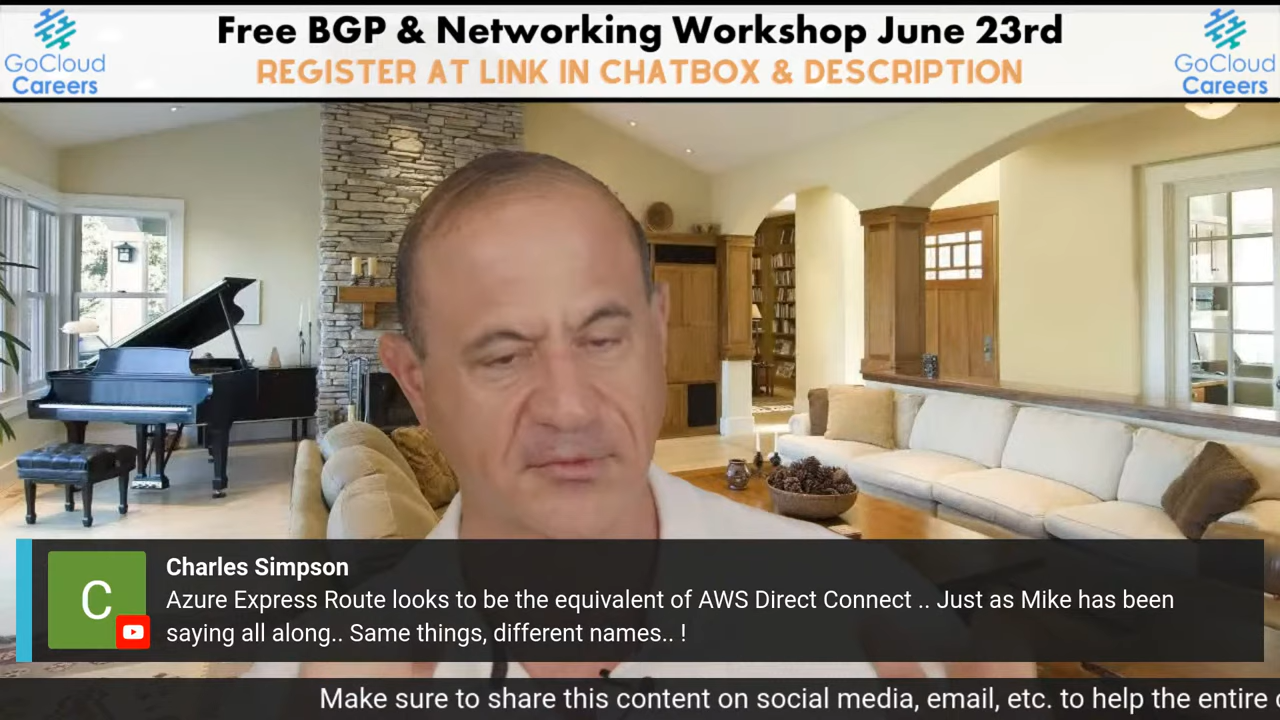 Free BGP & Networking Workshop June 23rd
REGISTER AT LINK IN CHATBOX & DESCRIPTION
GoCloud
Careers
GoCloud
Careers
C
Charles Simpson
Azure Express Route looks to be the equivalent of AWS Direct Connect .. Just as Mike has been
saying all along.. Same things, different names.. !
Make sure to share this content on social media, email, etc. to help the entire